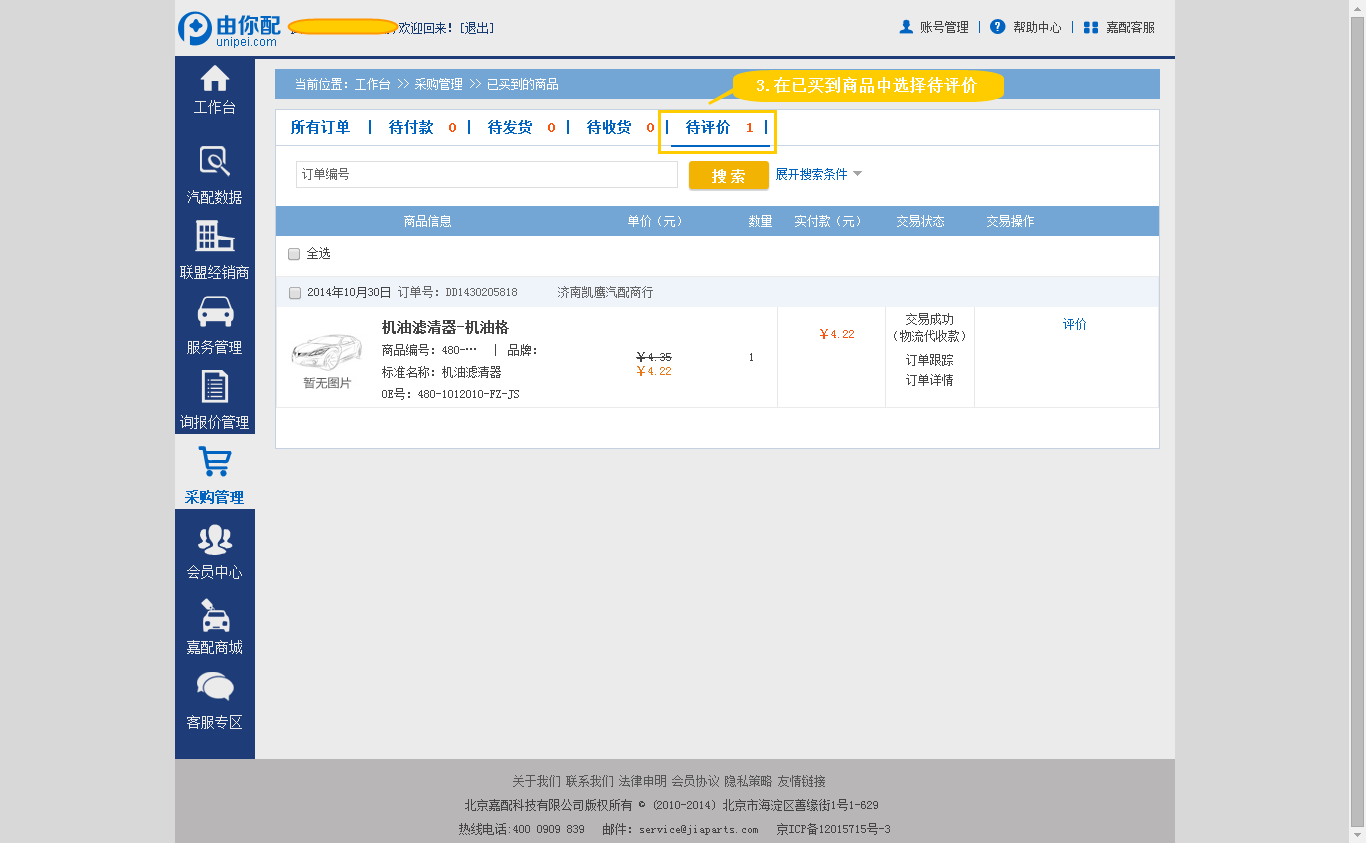 由你配
unipei.com
,欢迎回来! [退出]
账号管理 | 帮助中心 | 嘉配客服
工作台
汽配数据
联盟经销商
服务管理
询报价管理
采购管理
会员中心
嘉配商城
客服专区
当前位置: 工作台 >> 采购管理 >> 已买到的商品
3.在已买到商品中选择待评价
所有订单 | 待付款 0 | 待发货 0 | 待收货 0 | 待评价 1 |
订单编号
搜 索
展开搜索条件
商品信息 单价（元） 数量 实付款（元） 交易状态 交易操作
全选
2014年10月30日 订单号: DD1430205818 济南凯鹰汽配商行
暂无图片
机油滤清器-机油格
商品编号: 480-… | 品牌:
标准名称: 机油滤清器
OE号: 480-1012010-FZ-JS
¥4.35
¥4.22
1
¥4.22
交易成功
（物流代收款）
订单跟踪
订单详情
评价
关于我们 联系我们 法律申明 会员协议 隐私策略 友情链接
北京嘉配科技有限公司版权所有 © (2010-2014) 北京市海淀区善缘街1号1-629
热线电话:400 0909 839 邮件: service@jiaparts.com 京ICP备12015715号-3